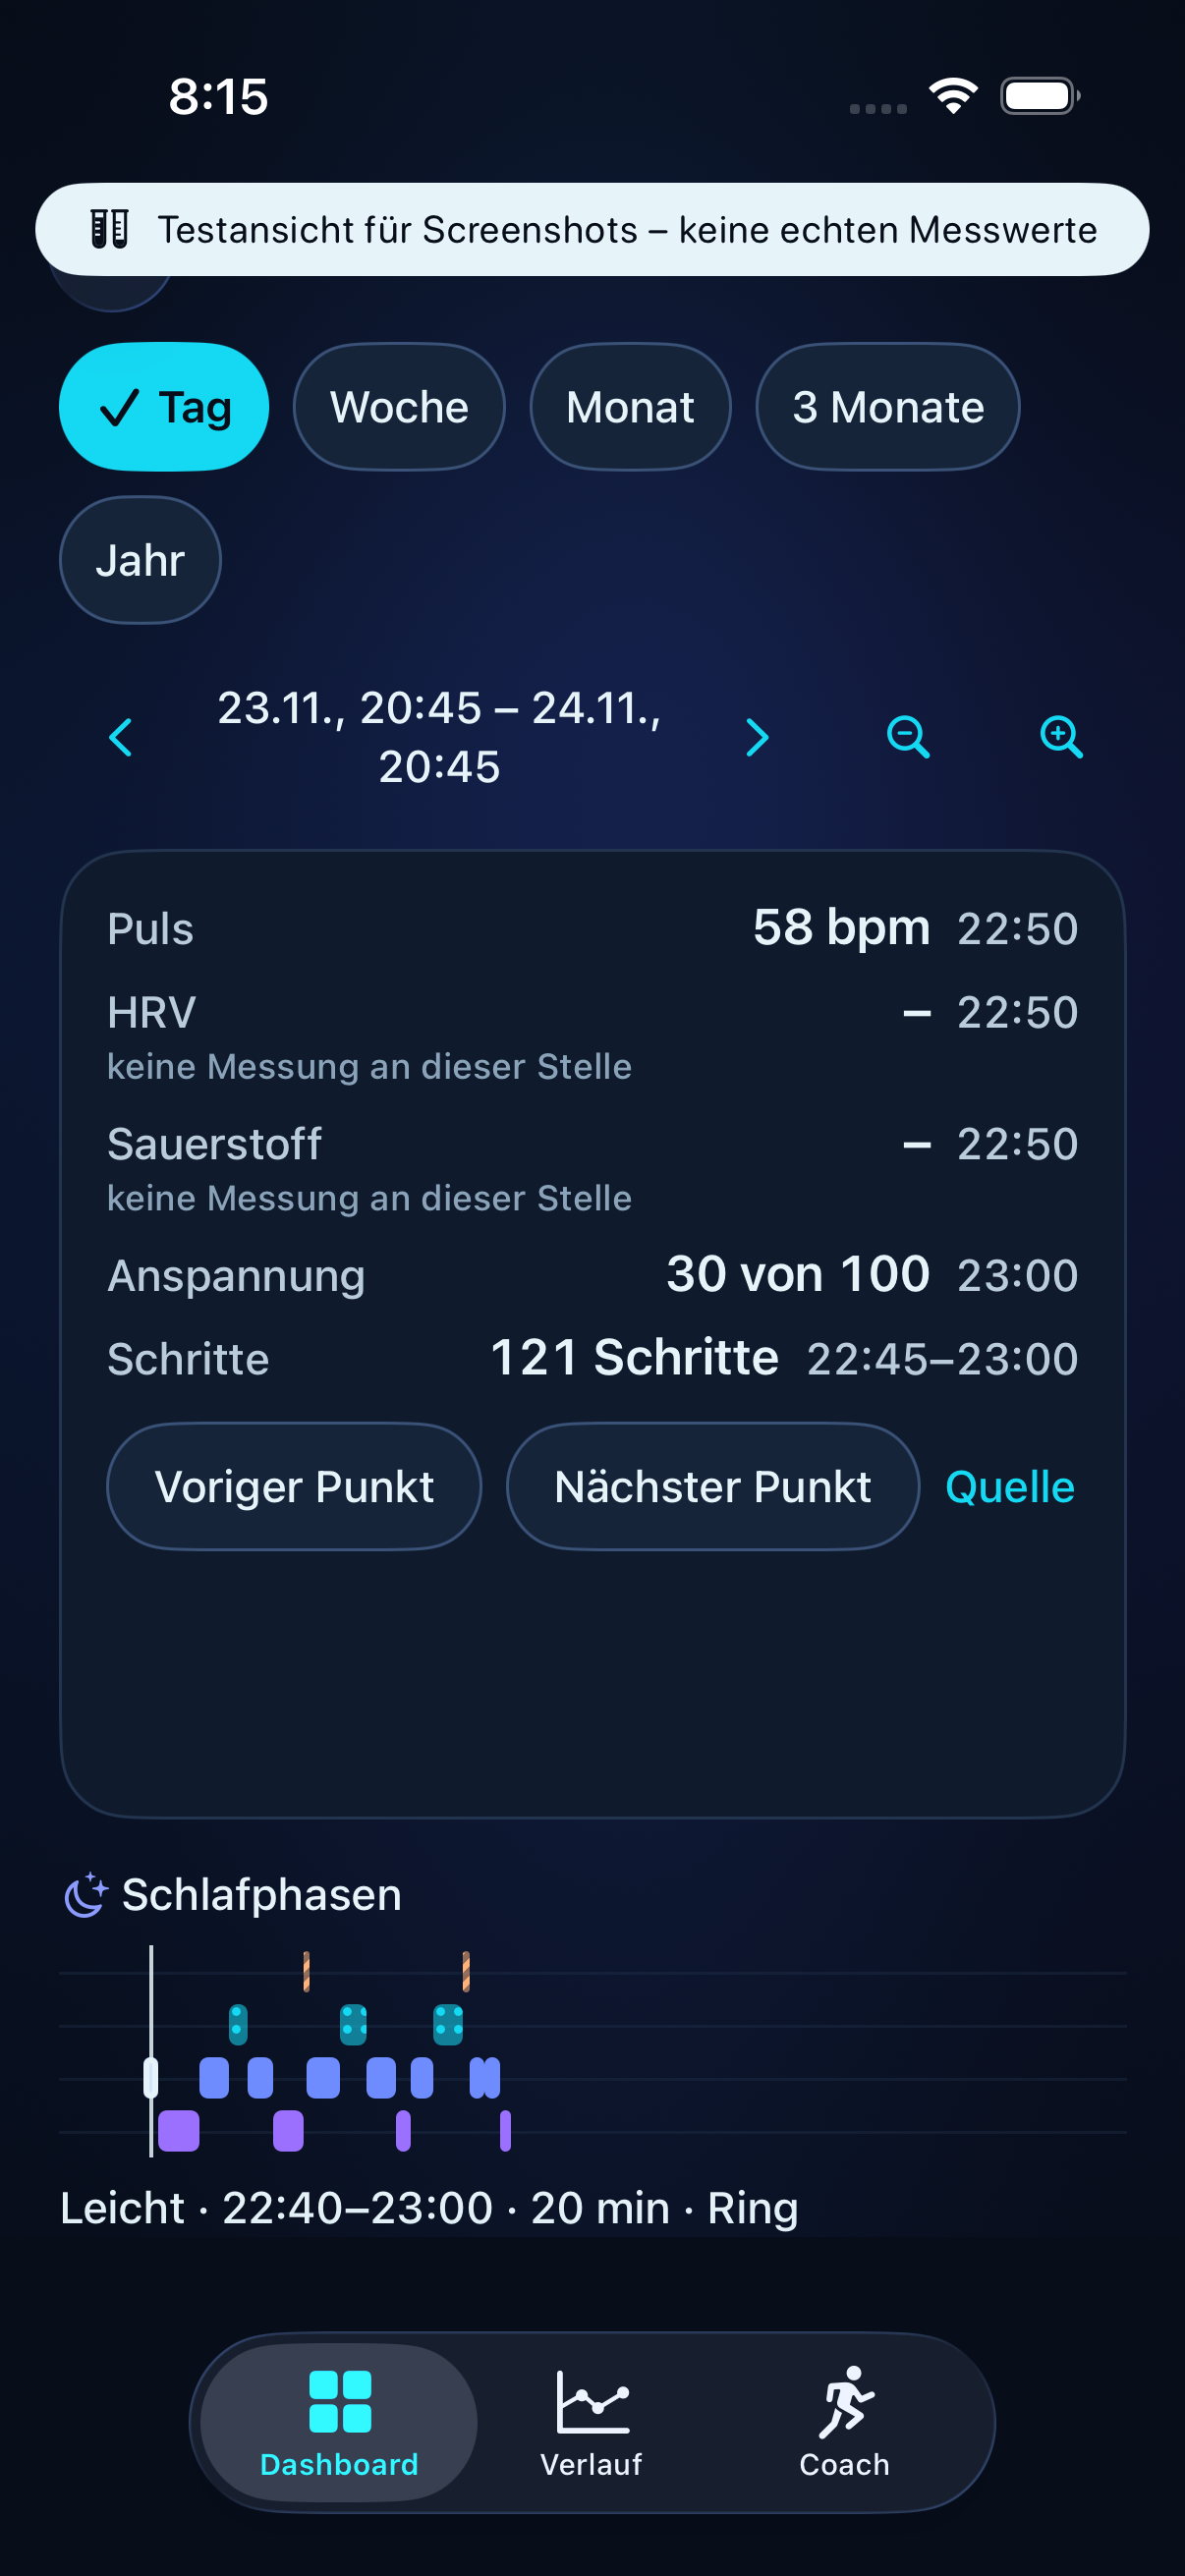 8:15
Testansicht für Screenshots – keine echten Messwerte
Tag
Woche
Monat
3 Monate
Jahr
23.11., 20:45 – 24.11.,
20:45
Puls 58 bpm 22:50
HRV – 22:50
keine Messung an dieser Stelle
Sauerstoff – 22:50
keine Messung an dieser Stelle
Anspannung 30 von 100 23:00
Schritte 121 Schritte 22:45–23:00
Voriger Punkt
Nächster Punkt
Quelle
Schlafphasen
Leicht · 22:40–23:00 · 20 min · Ring
Dashboard
Verlauf
Coach